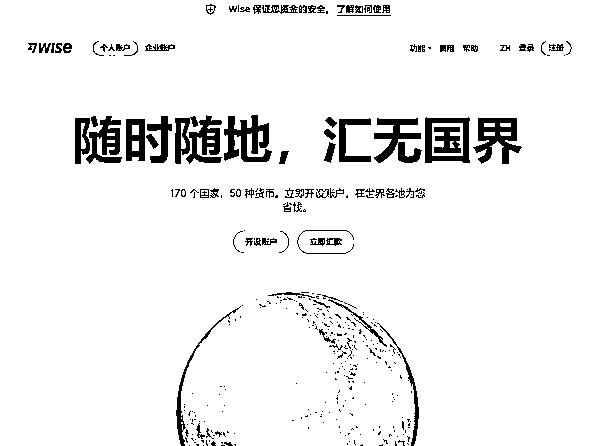 Wise 保证您资金的安全。 了解如何使用
wise 个人账户 企业账户 功能 费用 帮助 ZH 登录 注册
随时随地，汇无国界
170 个国家，50 种货币。立即开设账户，在世界各地为您
省钱。
开设账户 立即汇款